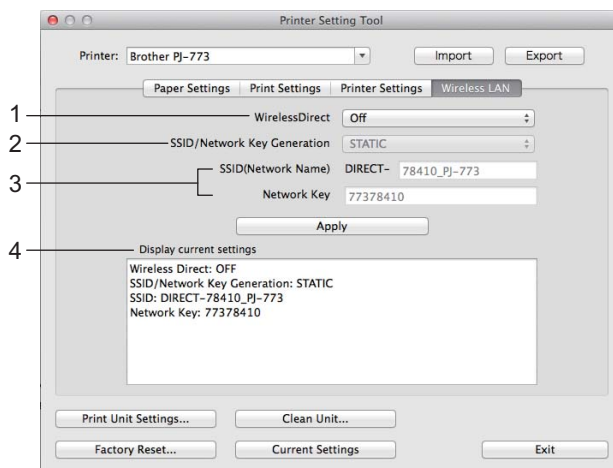 Printer Setting Tool
Printer: Brother PJ-773 Import Export
Paper Settings Print Settings Printer Settings Wireless LAN
1 WirelessDirect Off
2 SSID/Network Key Generation STATIC
3 SSID(Network Name) DIRECT- 78410_PJ-773
Network Key 77378410
Apply
4 Display current settings
Wireless Direct: OFF
SSID/Network Key Generation: STATIC
SSID: DIRECT-78410_PJ-773
Network Key: 77378410
Print Unit Settings... Clean Unit...
Factory Reset... Current Settings Exit